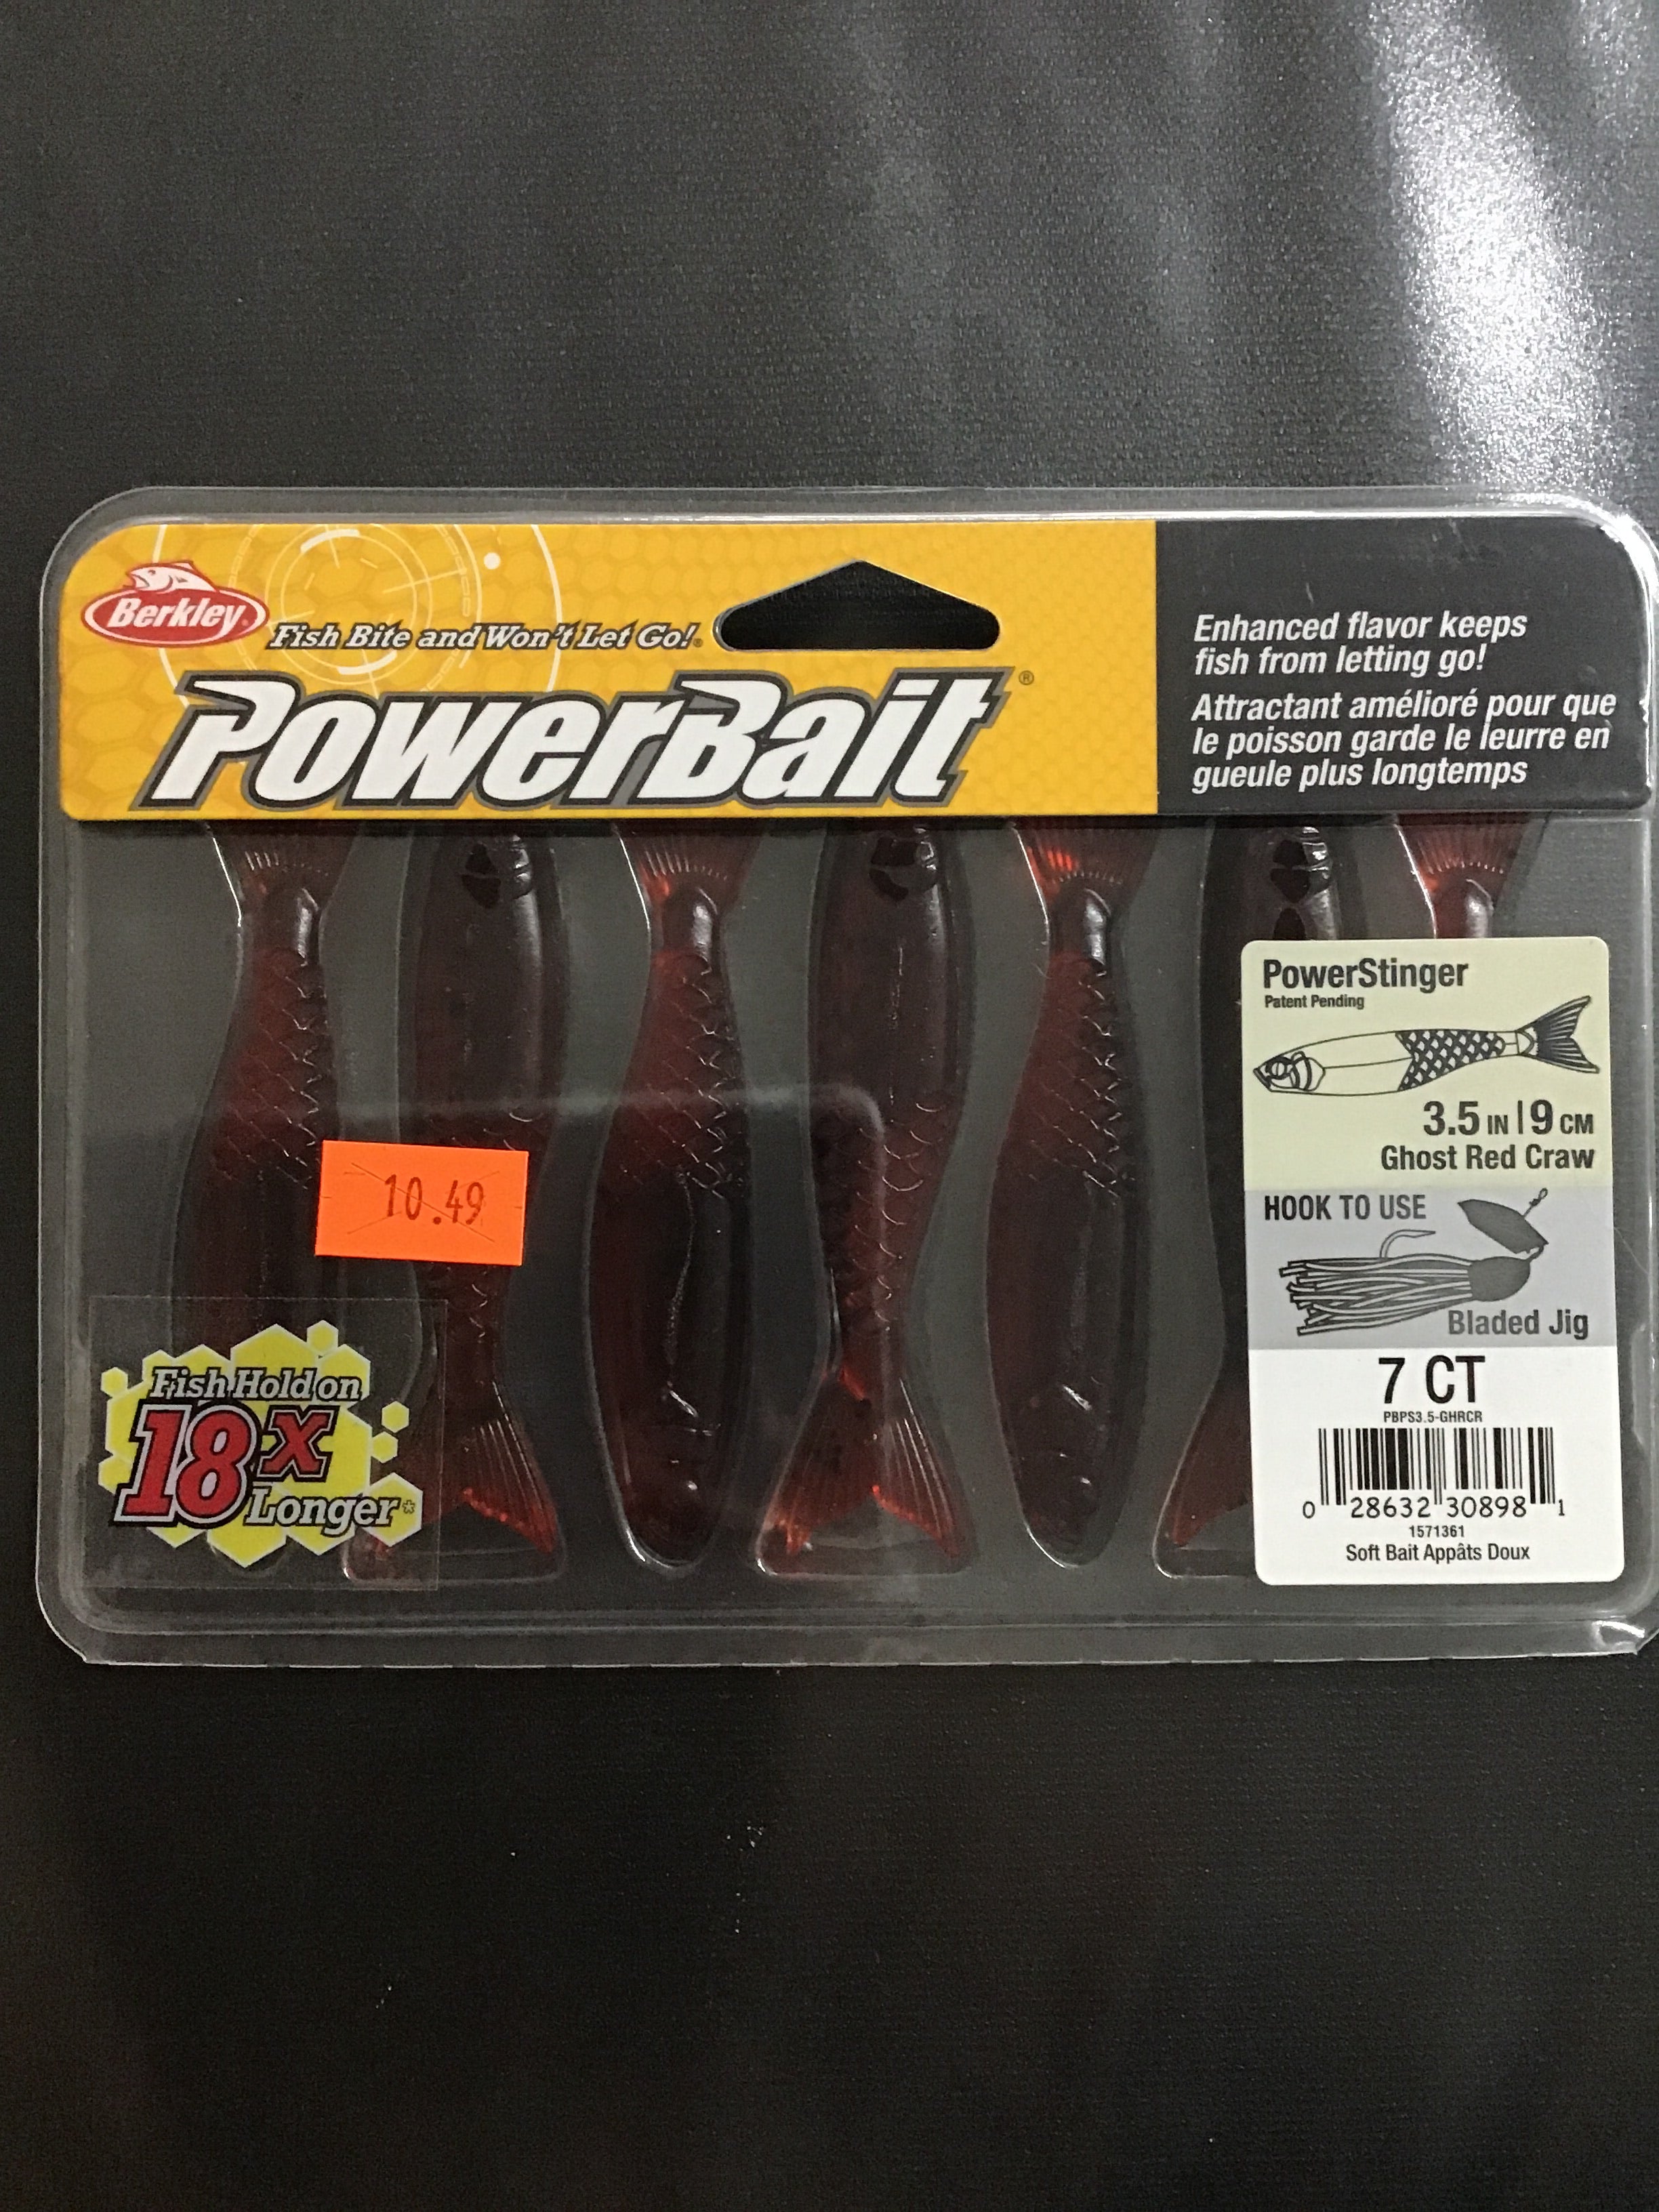 Berkley®
Fish Bite and Won't Let Go!®
PowerBait®
Enhanced flavor keeps
fish from letting go!
Attractant amélioré pour que
le poisson garde le leurre en
gueule plus longtemps
PowerStinger
Patent Pending
3.5 IN | 9 CM
Ghost Red Craw
HOOK TO USE
Bladed Jig
7 CT
PBPS3.5-GHRCR
0 28632 30898 1
1571361
Soft Bait Appâts Doux
10.49
Fish Hold on
18x
Longer*